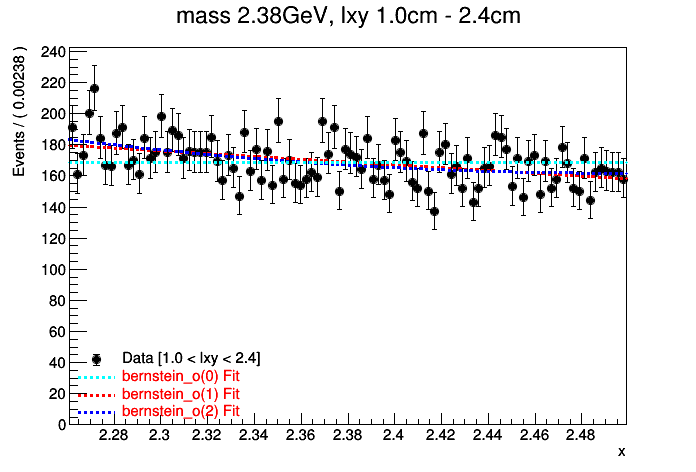 mass 2.38GeV, lxy 1.0cm - 2.4cm
Events / ( 0.00238 )
240
220
200
180
160
140
120
100
80
60
40
20
0
Data [1.0 < lxy < 2.4]
bernstein_o(0) Fit
bernstein_o(1) Fit
bernstein_o(2) Fit
2.28 2.3 2.32 2.34 2.36 2.38 2.4 2.42 2.44 2.46 2.48
x